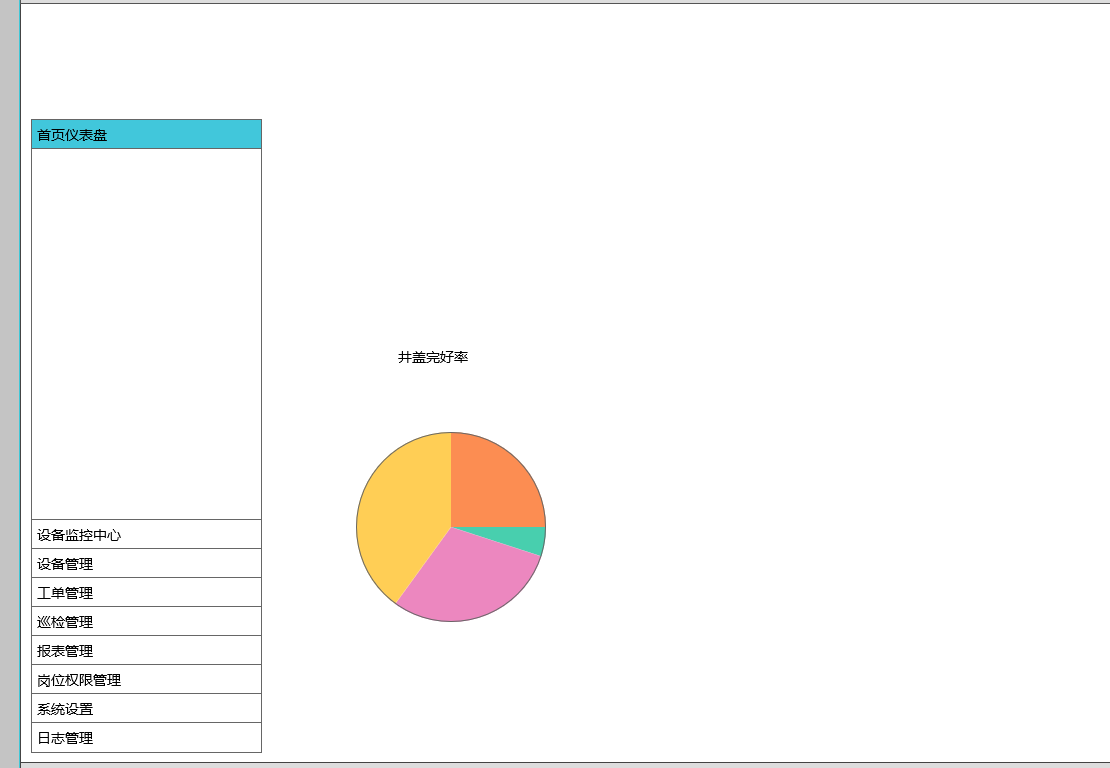 首页仪表盘
井盖完好率
设备监控中心
设备管理
工单管理
巡检管理
报表管理
岗位权限管理
系统设置
日志管理